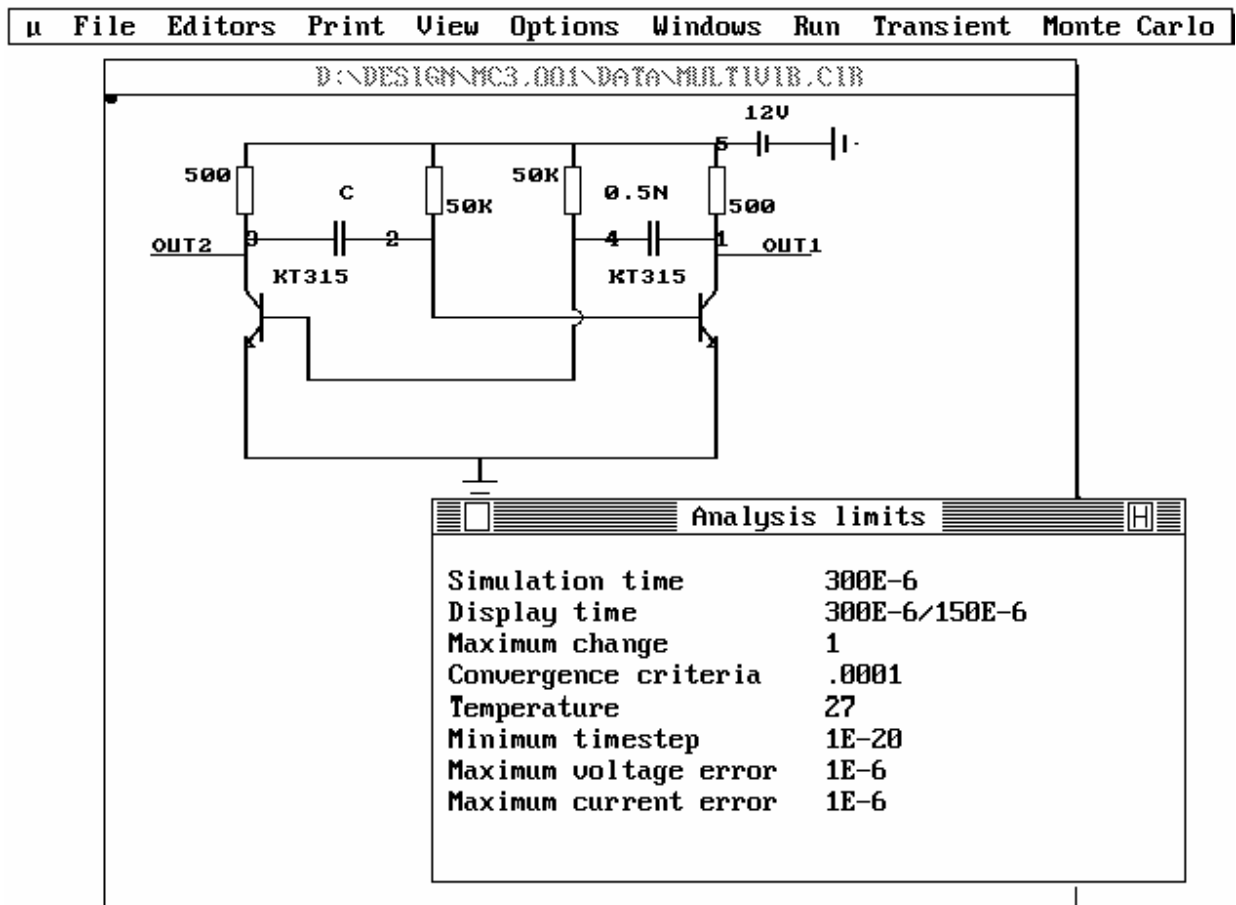 µ File Editors Print View Options Windows Run Transient Monte Carlo
D:\DESIGN\MC3.001\DATA\MULTIVIB.CIR
12V
5
500
C
50K
50K
0.5N
500
OUT2
3
2
4
1
OUT1
KT315
KT315
Analysis limits
H
Simulation time 300E-6
Display time 300E-6/150E-6
Maximum change 1
Convergence criteria .0001
Temperature 27
Minimum timestep 1E-20
Maximum voltage error 1E-6
Maximum current error 1E-6